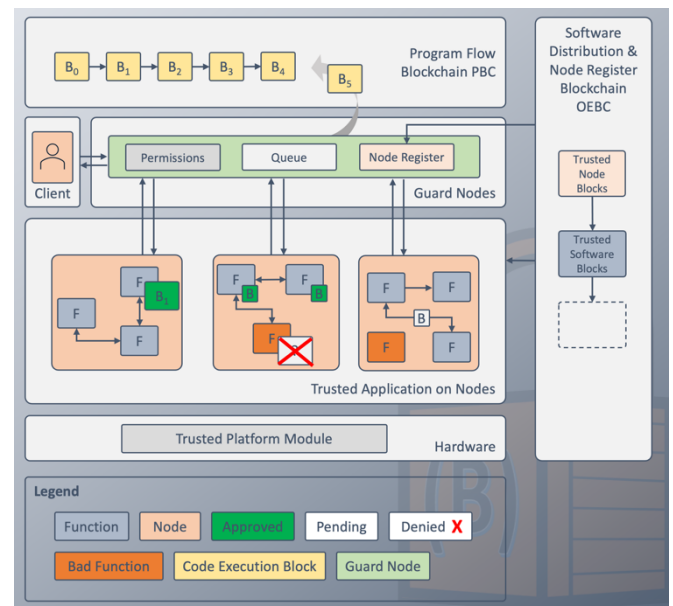 Program Flow
Blockchain PBC
B0
B1
B2
B3
B4
B5
Software
Distribution &
Node Register
Blockchain
OEBC
Client
Permissions
Queue
Node Register
Guard Nodes
Trusted
Node
Blocks
Trusted
Software
Blocks
F
B1
F
F
F
B
F
B
F
F
F
B
F
F
Trusted Application on Nodes
Trusted Platform Module
Hardware
(B)
Legend
Function
Node
Approved
Pending
Denied X
Bad Function
Code Execution Block
Guard Node